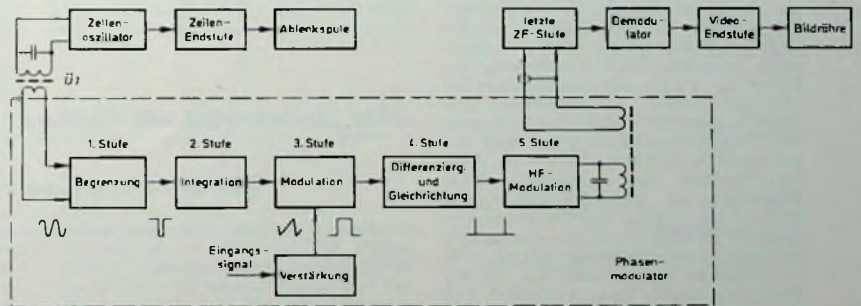 Zeilen-
oszillator
Zeilen-
Endstufe
Ablenkspule
letzte
ZF-Stufe
Demodu-
lator
Video-
Endstufe
Bildröhre
Ü1
1. Stufe
2. Stufe
3. Stufe
4. Stufe
5. Stufe
Begrenzung
Integration
Modulation
Differenzierg.
und
Gleichrichtung
HF-
Modulation
Eingangs-
signal
Verstärkung
Phasen-
modulator